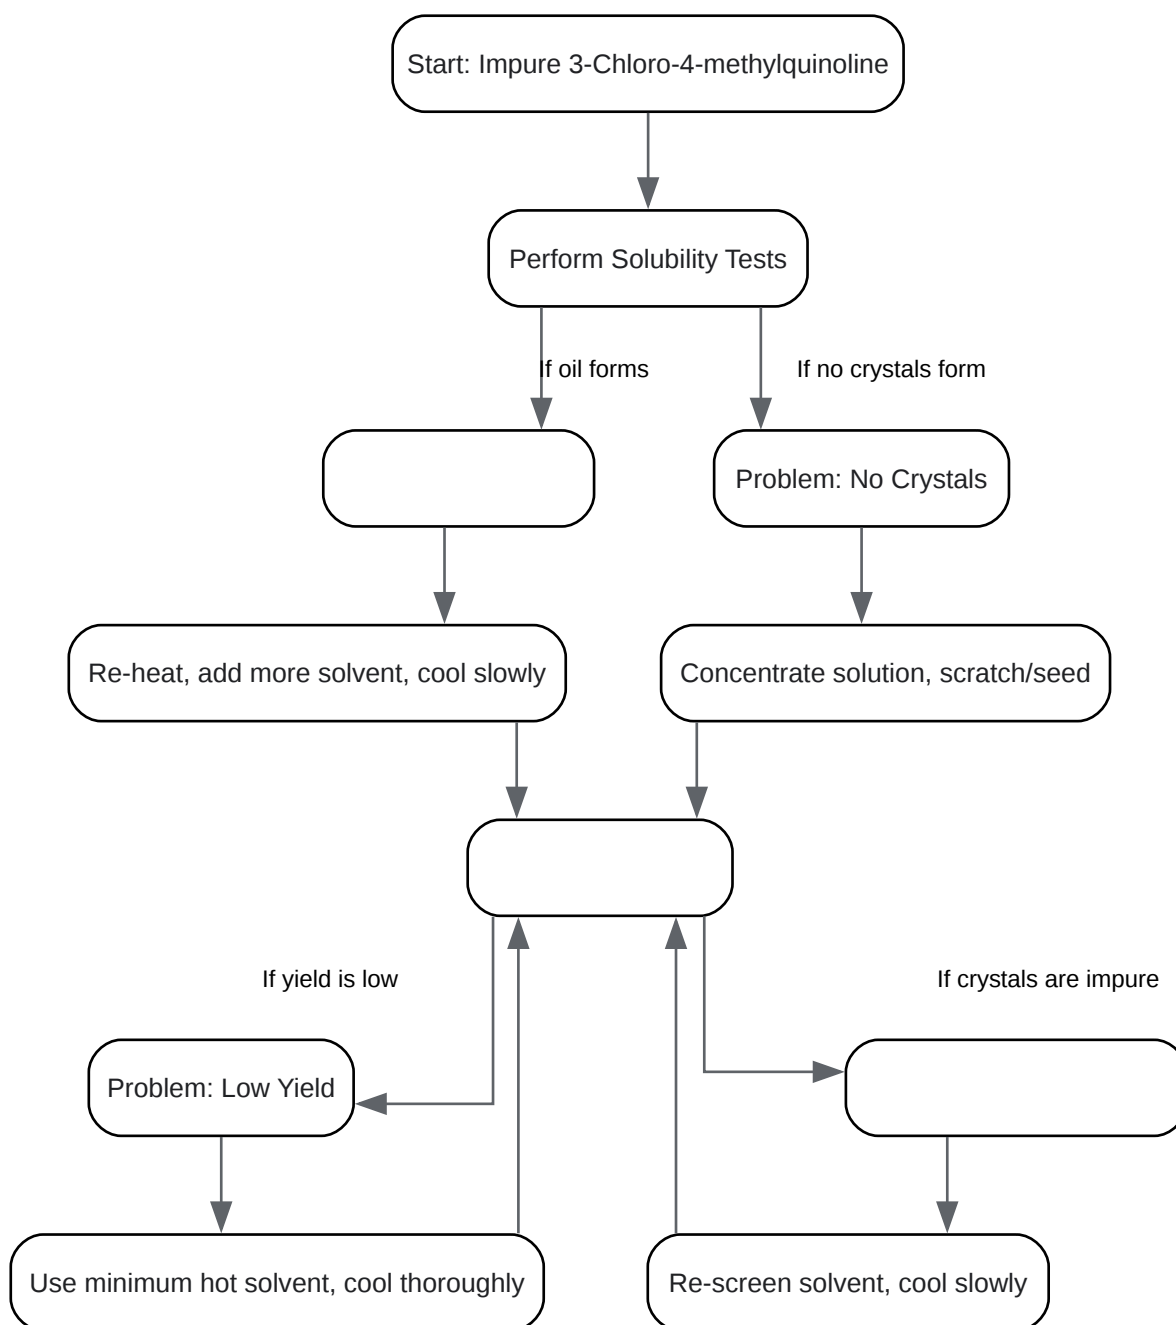 Start: Impure 3-Chloro-4-methylquinoline
Perform Solubility Tests
If oil forms
If no crystals form
Problem: No Crystals
Re-heat, add more solvent, cool slowly
Concentrate solution, scratch/seed
If yield is low
If crystals are impure
Problem: Low Yield
Use minimum hot solvent, cool thoroughly
Re-screen solvent, cool slowly